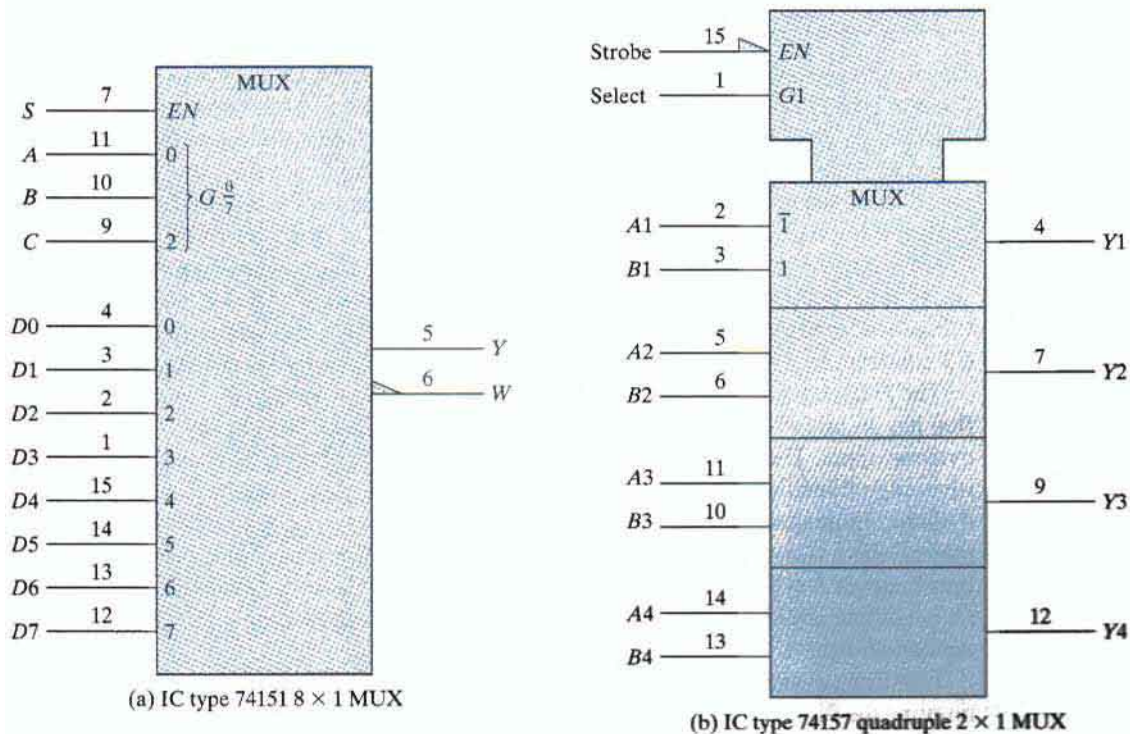 MUX
S 7 EN
A 11 0
B 10 G 0/7
C 9 2
D0 4 0
D1 3 1
D2 2 2
D3 1 3
D4 15 4
D5 14 5
D6 13 6
D7 12 7
5 Y
6 W
(a) IC type 74151 8 × 1 MUX
Strobe 15 EN
Select 1 G1
MUX
A1 2 1̅
B1 3 1
4 Y1
A2 5
B2 6
7 Y2
A3 11
B3 10
9 Y3
A4 14
B4 13
12 Y4
(b) IC type 74157 quadruple 2 × 1 MUX